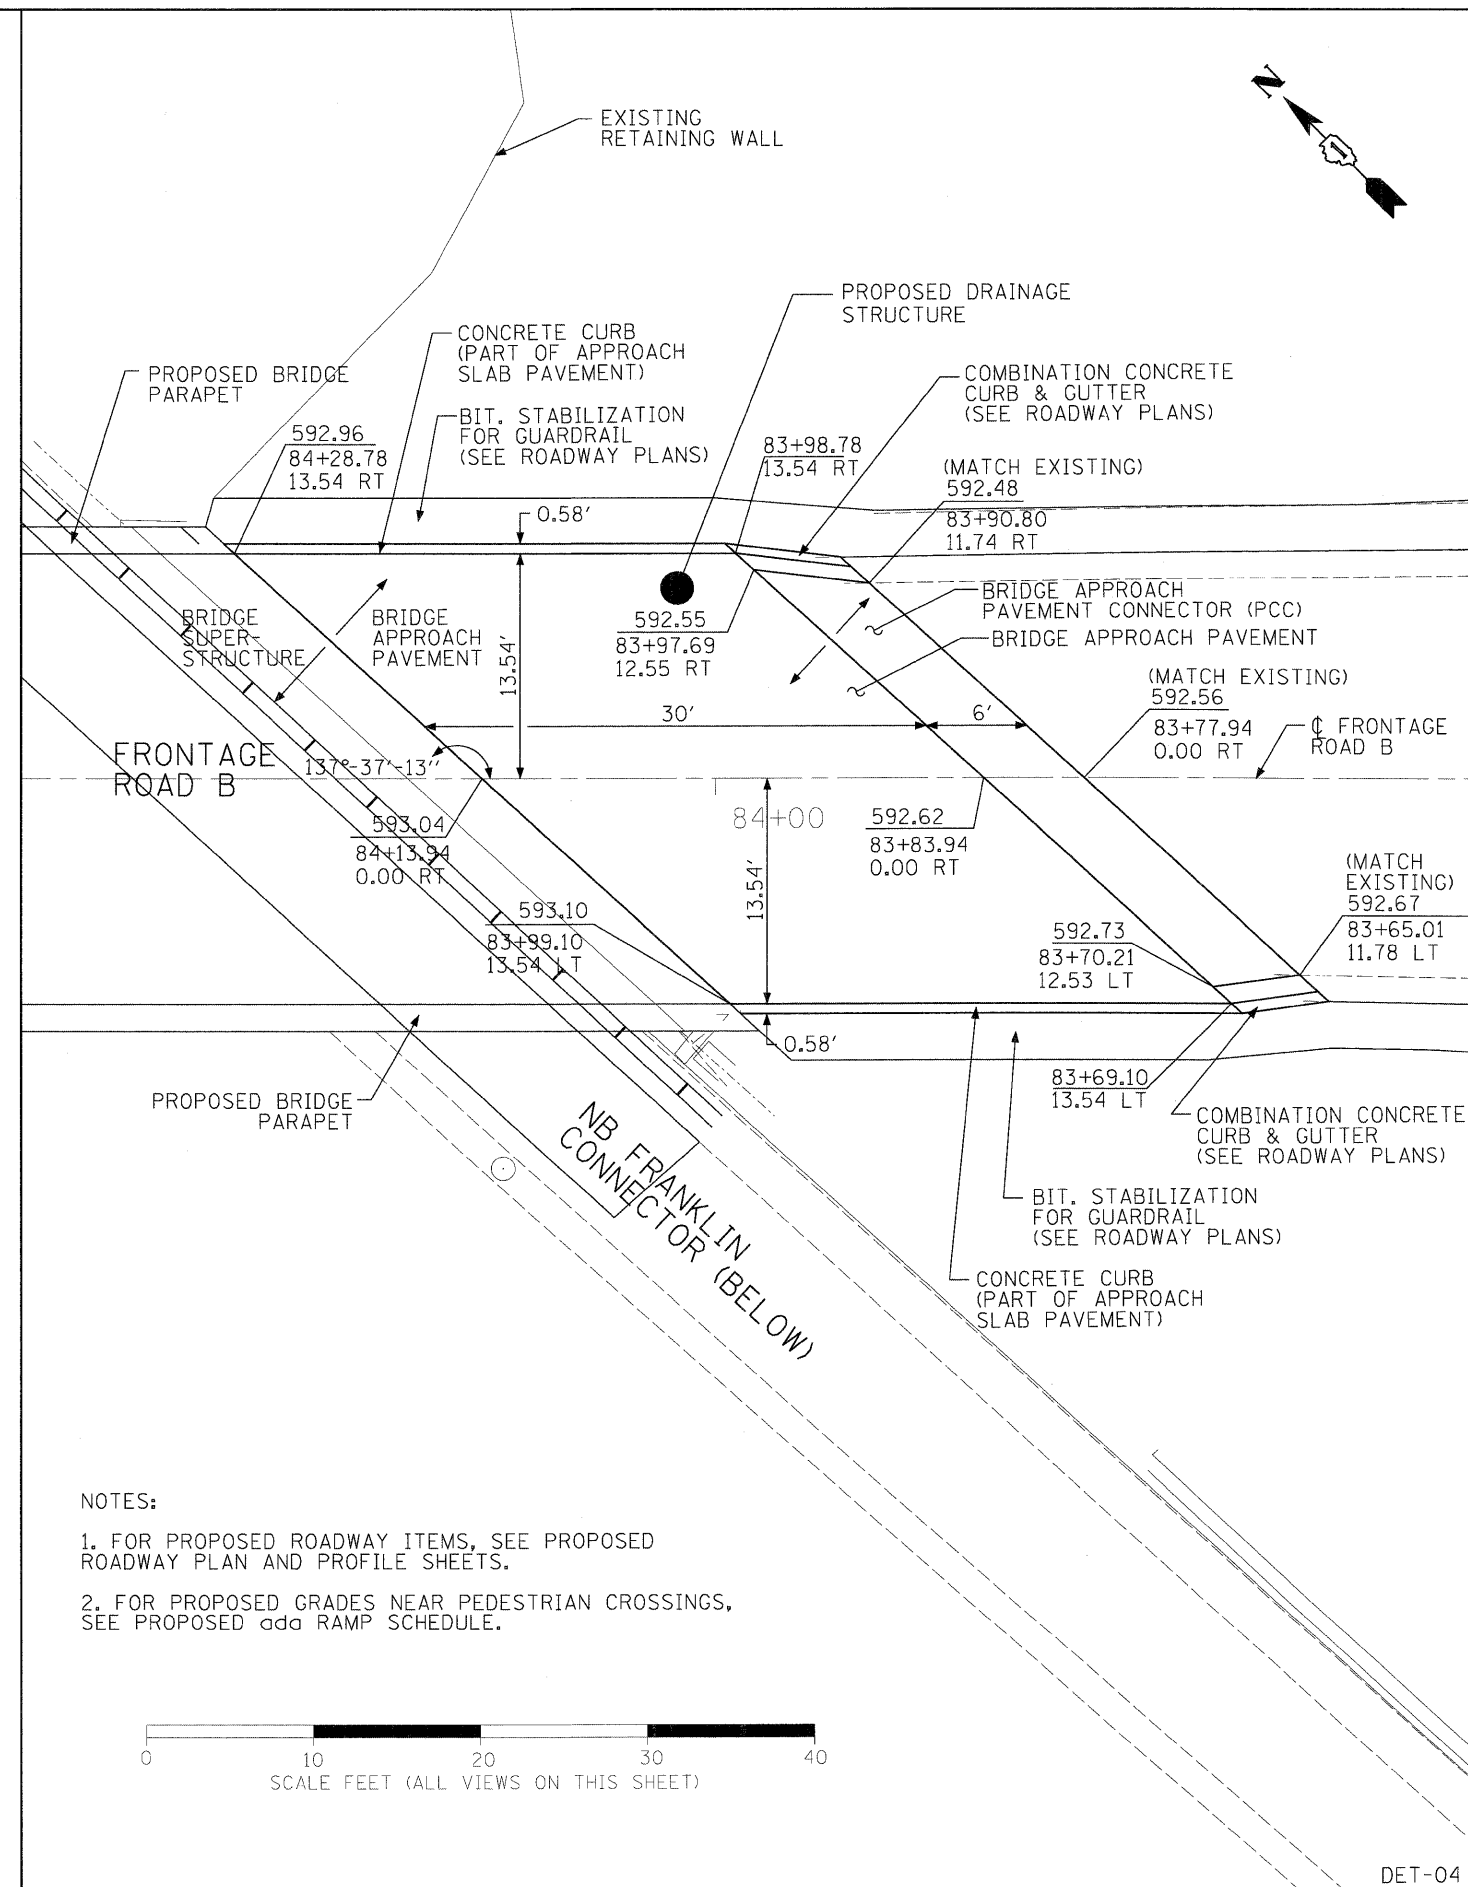 N
EXISTING
RETAINING WALL
PROPOSED DRAINAGE
STRUCTURE
CONCRETE CURB
(PART OF APPROACH
SLAB PAVEMENT)
PROPOSED BRIDGE
PARAPET
COMBINATION CONCRETE
CURB & GUTTER
(SEE ROADWAY PLANS)
BIT. STABILIZATION
FOR GUARDRAIL
(SEE ROADWAY PLANS)
592.96
84+28.78
13.54 RT
83+98.78
13.54 RT
(MATCH EXISTING)
592.48
83+90.80
11.74 RT
0.58'
BRIDGE APPROACH
PAVEMENT CONNECTOR (PCC)
BRIDGE APPROACH PAVEMENT
BRIDGE
SUPER-
STRUCTURE
BRIDGE
APPROACH
PAVEMENT
592.55
83+97.69
12.55 RT
13.54'
30'
6'
(MATCH EXISTING)
592.56
83+77.94
0.00 RT
℄ FRONTAGE
ROAD B
FRONTAGE
ROAD B
137°-37'-13''
84+00
593.04
84+13.94
0.00 RT
592.62
83+83.94
0.00 RT
13.54'
(MATCH
EXISTING)
592.67
83+65.01
11.78 LT
593.10
83+99.10
13.54 LT
592.73
83+70.21
12.53 LT
0.58'
83+69.10
13.54 LT
PROPOSED BRIDGE
PARAPET
NB FRANKLIN
CONNECTOR (BELOW)
COMBINATION CONCRETE
CURB & GUTTER
(SEE ROADWAY PLANS)
BIT. STABILIZATION
FOR GUARDRAIL
(SEE ROADWAY PLANS)
CONCRETE CURB
(PART OF APPROACH
SLAB PAVEMENT)
NOTES:
1. FOR PROPOSED ROADWAY ITEMS, SEE PROPOSED
ROADWAY PLAN AND PROFILE SHEETS.
2. FOR PROPOSED GRADES NEAR PEDESTRIAN CROSSINGS,
SEE PROPOSED ada RAMP SCHEDULE.
0 10 20 30 40
SCALE FEET (ALL VIEWS ON THIS SHEET)
DET-04